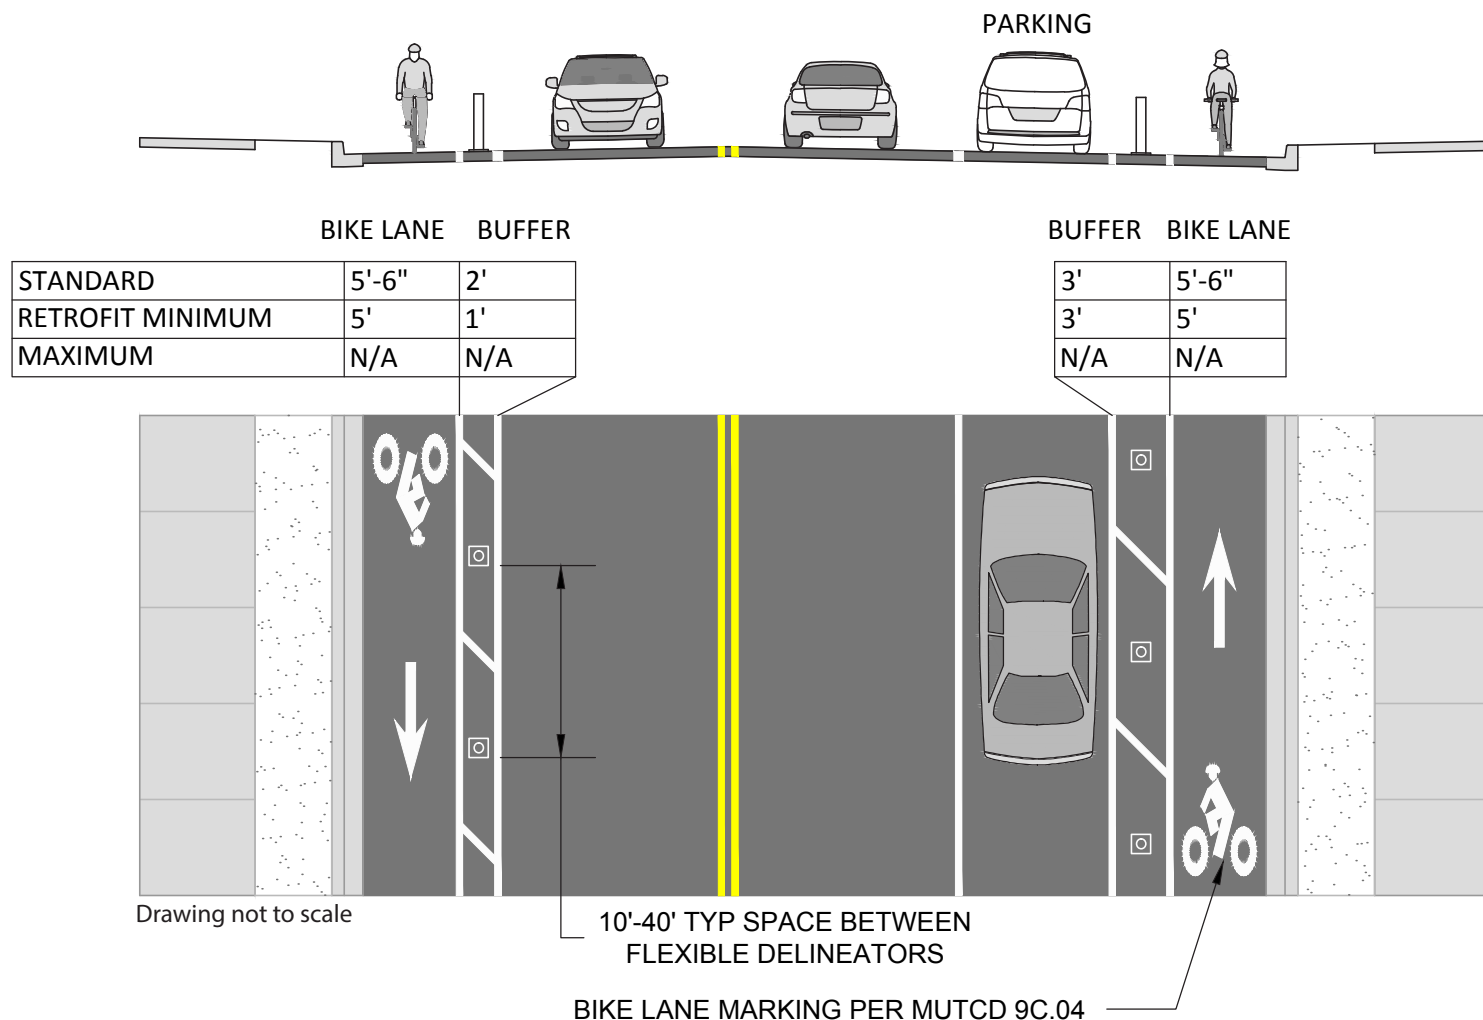 PARKING
BIKE LANE BUFFER
BUFFER BIKE LANE
STANDARD 5'-6" 2'
RETROFIT MINIMUM 5' 1'
MAXIMUM N/A N/A
3' 5'-6"
3' 5'
N/A N/A
Drawing not to scale
10'-40' TYP SPACE BETWEEN
FLEXIBLE DELINEATORS
BIKE LANE MARKING PER MUTCD 9C.04